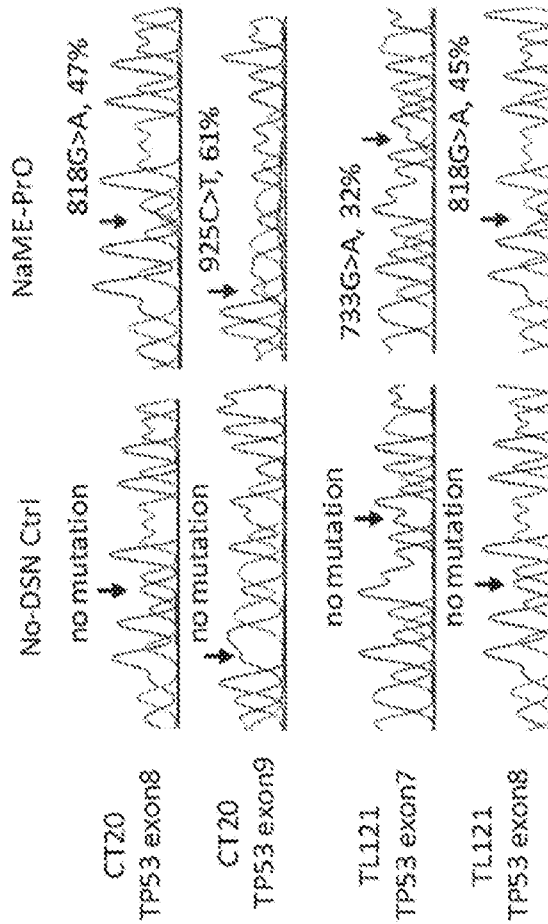 No-DSN Ctrl
NaME-PrO
CT20
TP53 exon8
no mutation
818G>A, 47%
CT20
TP53 exon9
no mutation
925C>T, 61%
TL121
TP53 exon7
no mutation
733G>A, 32%
TL121
TP53 exon8
no mutation
818G>A, 45%